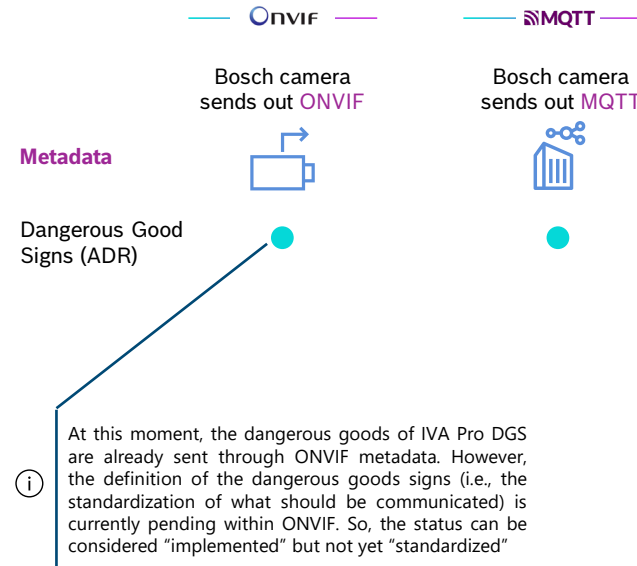 ONVIF
MQTT
Bosch camera
sends out ONVIF
Bosch camera
sends out MQTT
Metadata
Dangerous Good
Signs (ADR)
At this moment, the dangerous goods of IVA Pro DGS
are already sent through ONVIF metadata. However,
the definition of the dangerous goods signs (i.e., the
standardization of what should be communicated) is
currently pending within ONVIF. So, the status can be
considered “implemented” but not yet “standardized”
i